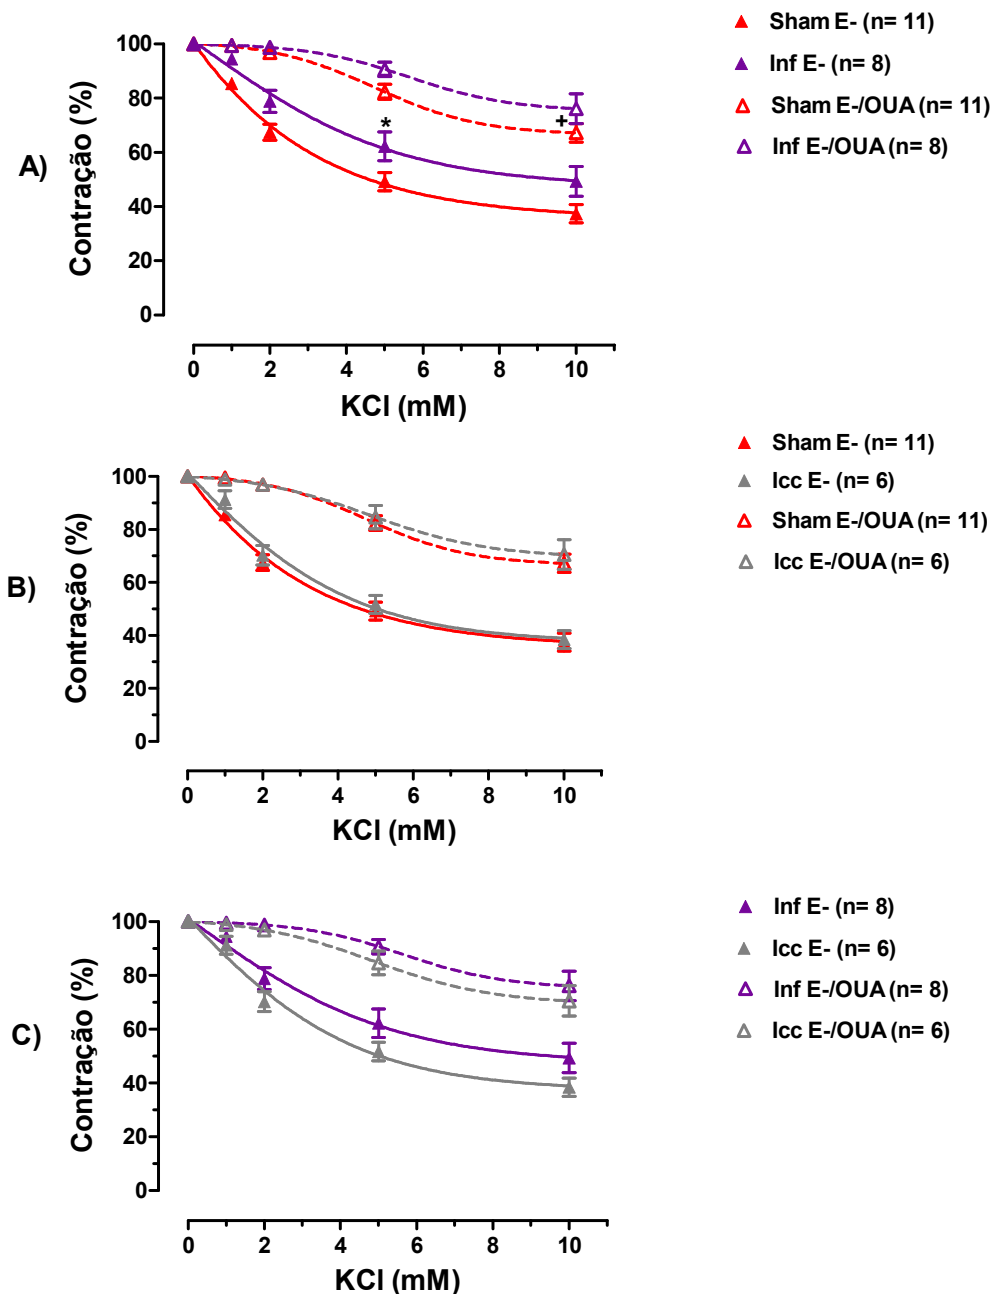 Sham E- (n= 11)
Inf E- (n= 8)
Sham E-/OUA (n= 11)
Inf E-/OUA (n= 8)
A)
Contração (%)
100
80
60
40
20
0
*
+
0 2 4 6 8 10
KCl (mM)
Sham E- (n= 11)
Icc E- (n= 6)
Sham E-/OUA (n= 11)
Icc E-/OUA (n= 6)
B)
Contração (%)
100
80
60
40
20
0
0 2 4 6 8 10
KCl (mM)
Inf E- (n= 8)
Icc E- (n= 6)
Inf E-/OUA (n= 8)
Icc E-/OUA (n= 6)
C)
Contração (%)
100
80
60
40
20
0
0 2 4 6 8 10
KCl (mM)